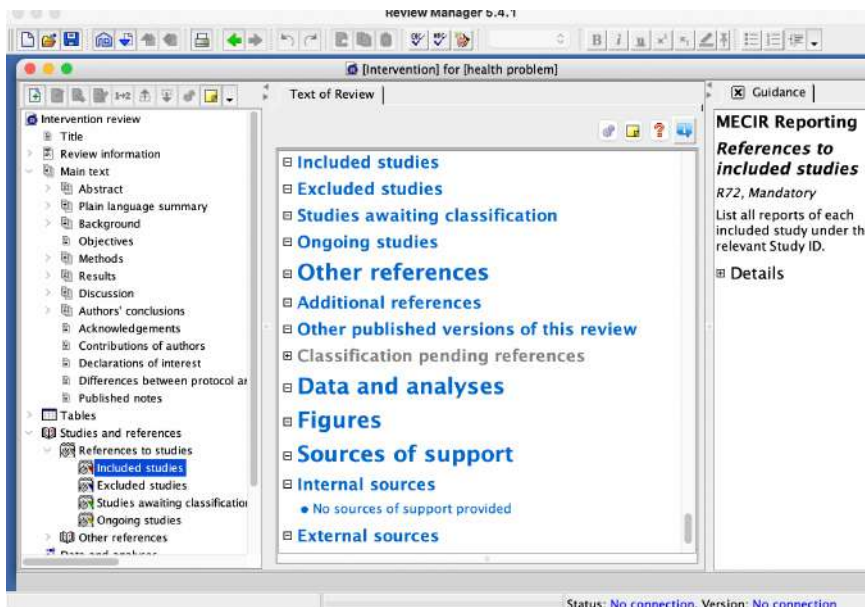 Review Manager 5.4.1
[Intervention] for [health problem]
Intervention review
Title
Review information
Main text
Abstract
Plain language summary
Background
Objectives
Methods
Results
Discussion
Authors' conclusions
Acknowledgements
Contributions of authors
Declarations of interest
Differences between protocol ar
Published notes
Tables
Studies and references
References to studies
Included studies
Excluded studies
Studies awaiting classification
Ongoing studies
Other references
Data and analyses
Text of Review
Included studies
Excluded studies
Studies awaiting classification
Ongoing studies
Other references
Additional references
Other published versions of this review
Classification pending references
Data and analyses
Figures
Sources of support
Internal sources
No sources of support provided
External sources
Guidance
MECIR Reporting
References to
included studies
R72, Mandatory
List all reports of each
included study under th
relevant Study ID.
Details
Status: No connection. Version: No connection